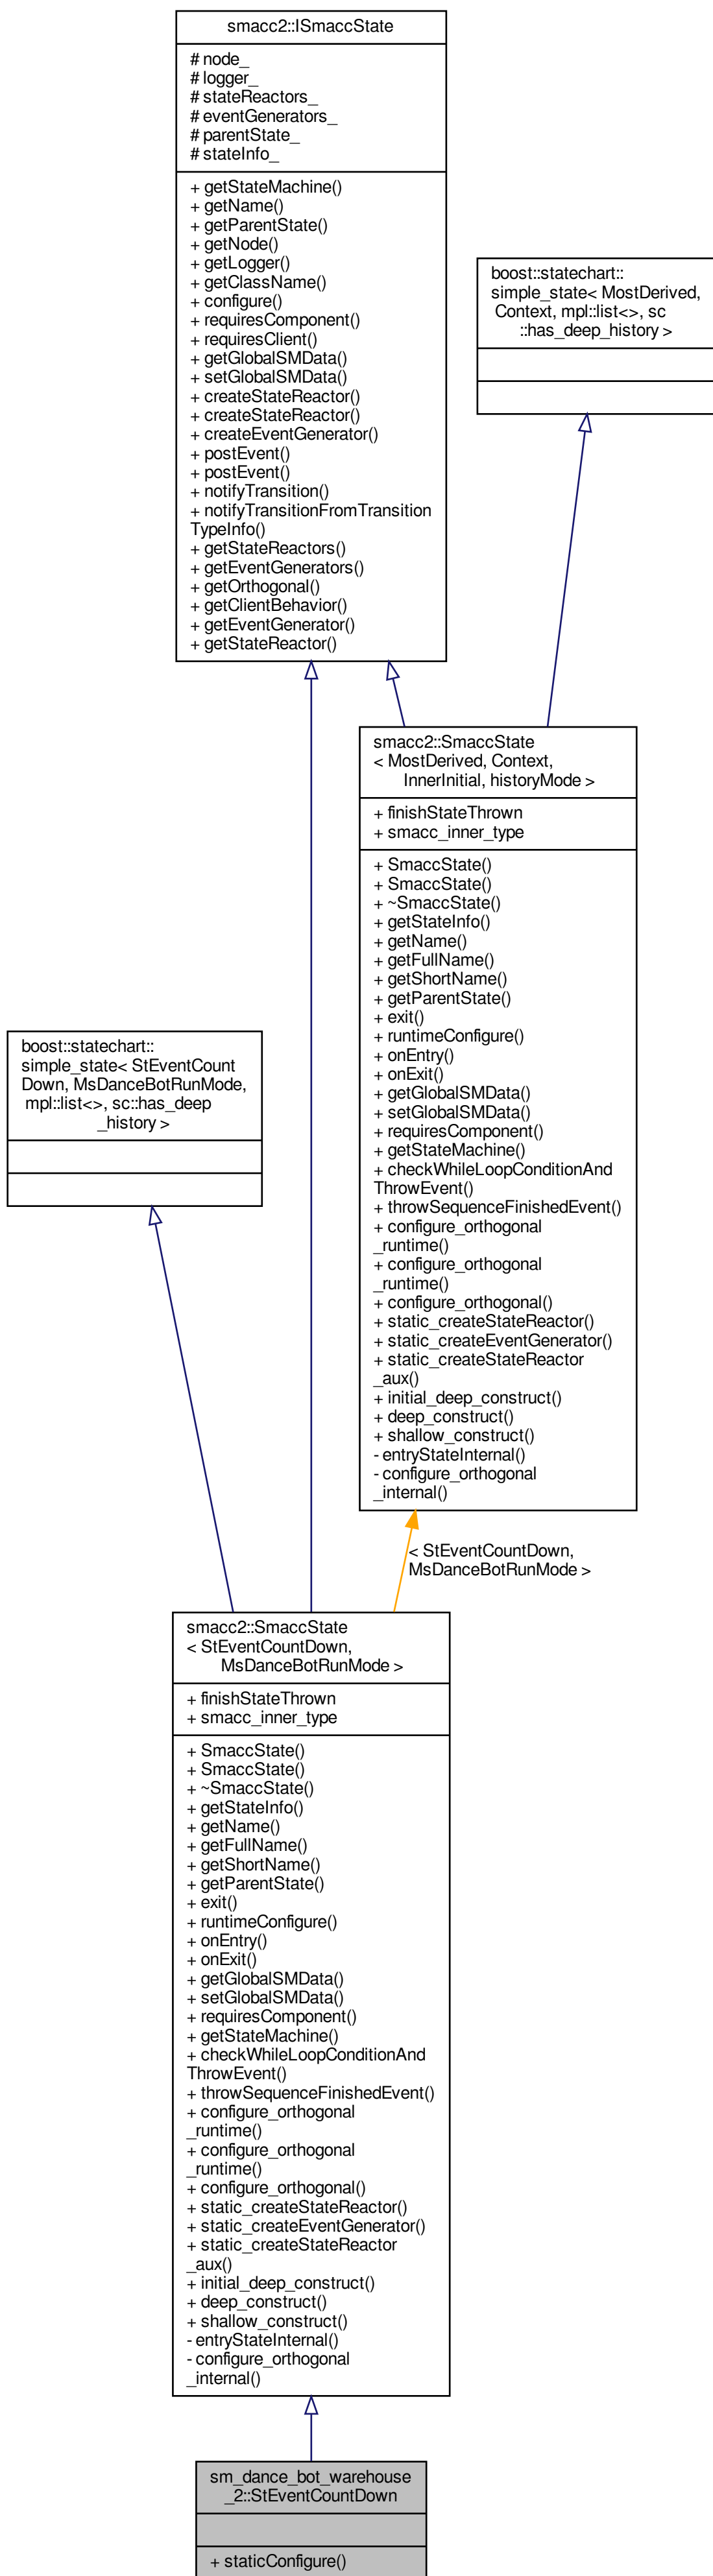 smacc2::ISmaccState
# node_
# logger_
# stateReactors_
# eventGenerators_
# parentState_
# stateInfo_
+ getStateMachine()
+ getName()
+ getParentState()
+ getNode()
+ getLogger()
+ getClassName()
+ configure()
+ requiresComponent()
+ requiresClient()
+ getGlobalSMData()
+ setGlobalSMData()
+ createStateReactor()
+ createStateReactor()
+ createEventGenerator()
+ postEvent()
+ postEvent()
+ notifyTransition()
+ notifyTransitionFromTransition
TypeInfo()
+ getStateReactors()
+ getEventGenerators()
+ getOrthogonal()
+ getClientBehavior()
+ getEventGenerator()
+ getStateReactor()
boost::statechart::
simple_state< MostDerived,
Context, mpl::list<>, sc
::has_deep_history >
smacc2::SmaccState
< MostDerived, Context,
InnerInitial, historyMode >
+ finishStateThrown
+ smacc_inner_type
+ SmaccState()
+ SmaccState()
+ ~SmaccState()
+ getStateInfo()
+ getName()
+ getFullName()
+ getShortName()
+ getParentState()
+ exit()
+ runtimeConfigure()
+ onEntry()
+ onExit()
+ getGlobalSMData()
+ setGlobalSMData()
+ requiresComponent()
+ getStateMachine()
+ checkWhileLoopConditionAnd
ThrowEvent()
+ throwSequenceFinishedEvent()
+ configure_orthogonal
_runtime()
+ configure_orthogonal
_runtime()
+ configure_orthogonal()
+ static_createStateReactor()
+ static_createEventGenerator()
+ static_createStateReactor
_aux()
+ initial_deep_construct()
+ deep_construct()
+ shallow_construct()
- entryStateInternal()
- configure_orthogonal
_internal()
boost::statechart::
simple_state< StEventCount
Down, MsDanceBotRunMode,
mpl::list<>, sc::has_deep
_history >
< StEventCountDown,
MsDanceBotRunMode >
smacc2::SmaccState
< StEventCountDown,
MsDanceBotRunMode >
+ finishStateThrown
+ smacc_inner_type
+ SmaccState()
+ SmaccState()
+ ~SmaccState()
+ getStateInfo()
+ getName()
+ getFullName()
+ getShortName()
+ getParentState()
+ exit()
+ runtimeConfigure()
+ onEntry()
+ onExit()
+ getGlobalSMData()
+ setGlobalSMData()
+ requiresComponent()
+ getStateMachine()
+ checkWhileLoopConditionAnd
ThrowEvent()
+ throwSequenceFinishedEvent()
+ configure_orthogonal
_runtime()
+ configure_orthogonal
_runtime()
+ configure_orthogonal()
+ static_createStateReactor()
+ static_createEventGenerator()
+ static_createStateReactor
_aux()
+ initial_deep_construct()
+ deep_construct()
+ shallow_construct()
- entryStateInternal()
- configure_orthogonal
_internal()
sm_dance_bot_warehouse
_2::StEventCountDown
+ staticConfigure()